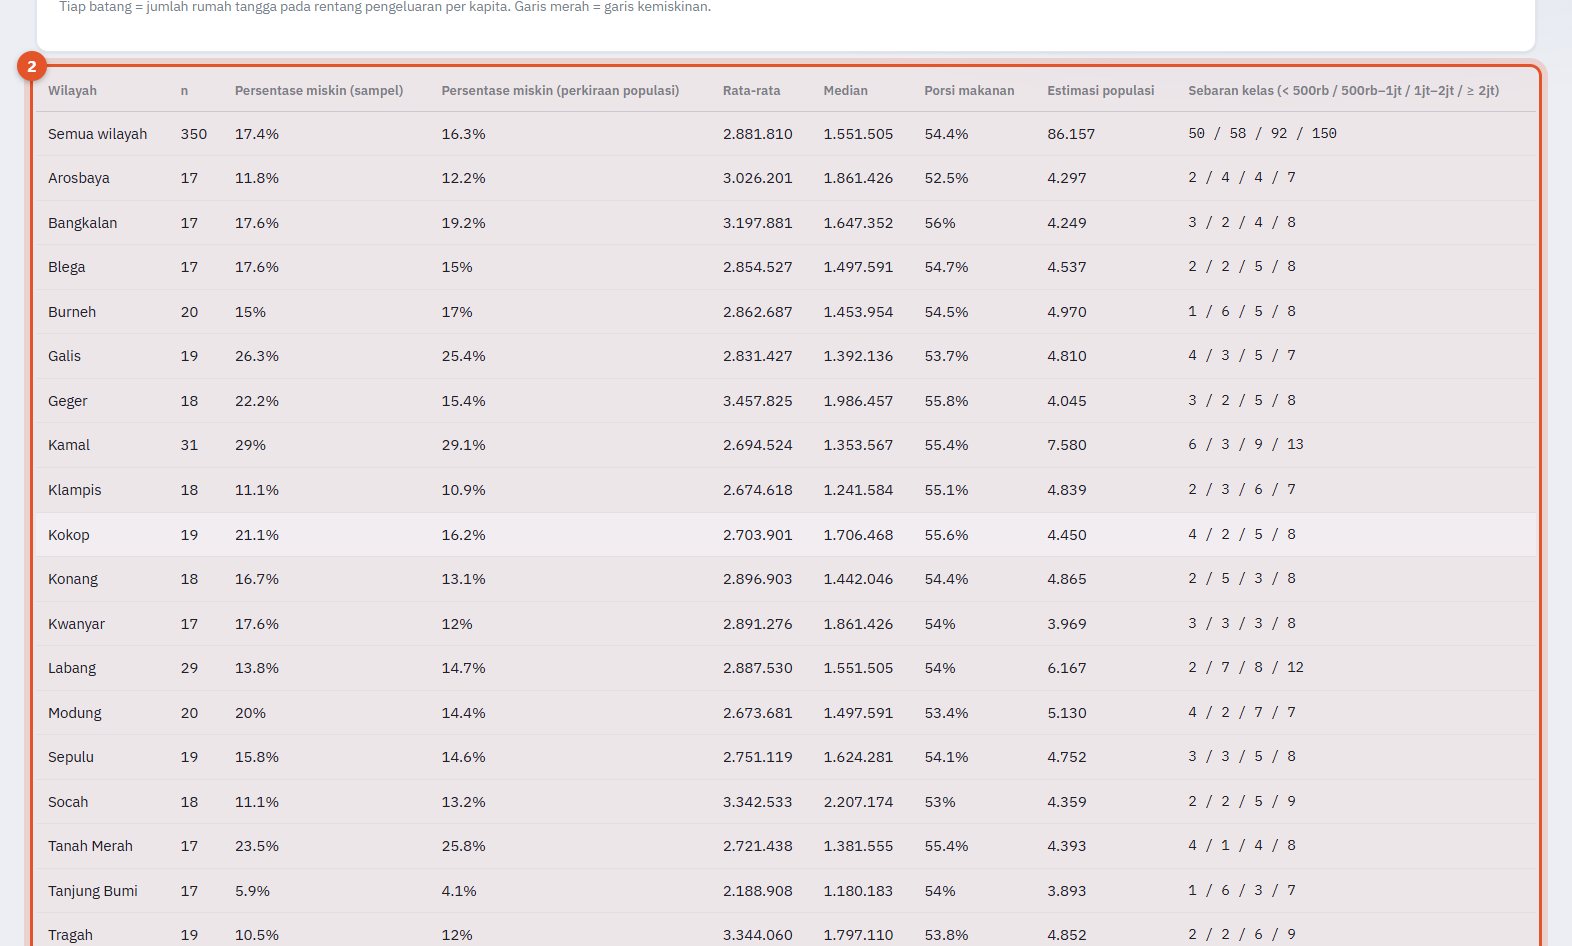 Tiap batang = jumlah rumah tangga pada rentang pengeluaran per kapita. Garis merah = garis kemiskinan.
2
Wilayah n Persentase miskin (sampel) Persentase miskin (perkiraan populasi) Rata-rata Median Porsi makanan Estimasi populasi Sebaran kelas (< 500rb / 500rb–1jt / 1jt–2jt / ≥ 2jt)
Semua wilayah 350 17.4% 16.3% 2.881.810 1.551.505 54.4% 86.157 50 / 58 / 92 / 150
Arosbaya 17 11.8% 12.2% 3.026.201 1.861.426 52.5% 4.297 2 / 4 / 4 / 7
Bangkalan 17 17.6% 19.2% 3.197.881 1.647.352 56% 4.249 3 / 2 / 4 / 8
Blega 17 17.6% 15% 2.854.527 1.497.591 54.7% 4.537 2 / 2 / 5 / 8
Burneh 20 15% 17% 2.862.687 1.453.954 54.5% 4.970 1 / 6 / 5 / 8
Galis 19 26.3% 25.4% 2.831.427 1.392.136 53.7% 4.810 4 / 3 / 5 / 7
Geger 18 22.2% 15.4% 3.457.825 1.986.457 55.8% 4.045 3 / 2 / 5 / 8
Kamal 31 29% 29.1% 2.694.524 1.353.567 55.4% 7.580 6 / 3 / 9 / 13
Klampis 18 11.1% 10.9% 2.674.618 1.241.584 55.1% 4.839 2 / 3 / 6 / 7
Kokop 19 21.1% 16.2% 2.703.901 1.706.468 55.6% 4.450 4 / 2 / 5 / 8
Konang 18 16.7% 13.1% 2.896.903 1.442.046 54.4% 4.865 2 / 5 / 3 / 8
Kwanyar 17 17.6% 12% 2.891.276 1.861.426 54% 3.969 3 / 3 / 3 / 8
Labang 29 13.8% 14.7% 2.887.530 1.551.505 54% 6.167 2 / 7 / 8 / 12
Modung 20 20% 14.4% 2.673.681 1.497.591 53.4% 5.130 4 / 2 / 7 / 7
Sepulu 19 15.8% 14.6% 2.751.119 1.624.281 54.1% 4.752 3 / 3 / 5 / 8
Socah 18 11.1% 13.2% 3.342.533 2.207.174 53% 4.359 2 / 2 / 5 / 9
Tanah Merah 17 23.5% 25.8% 2.721.438 1.381.555 55.4% 4.393 4 / 1 / 4 / 8
Tanjung Bumi 17 5.9% 4.1% 2.188.908 1.180.183 54% 3.893 1 / 6 / 3 / 7
Tragah 19 10.5% 12% 3.344.060 1.797.110 53.8% 4.852 2 / 2 / 6 / 9